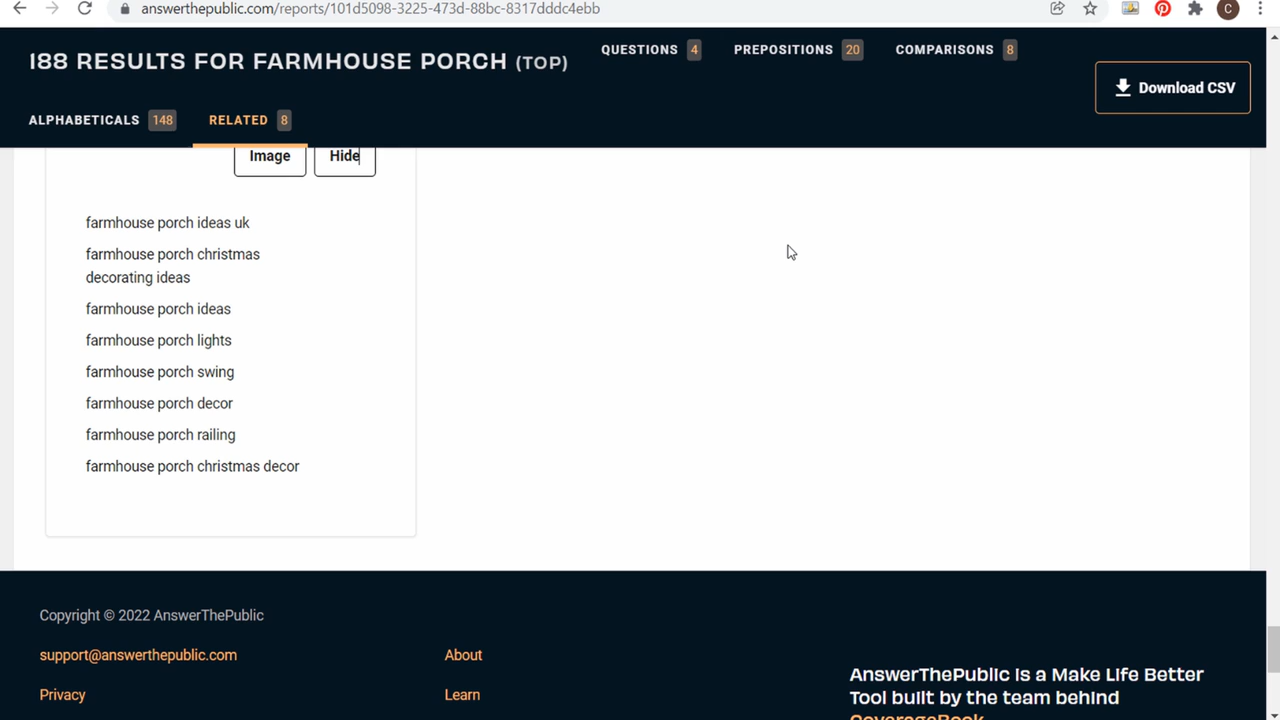 answerthepublic.com/reports/101d5098-3225-473d-88bc-8317dddc4ebb
C
188 RESULTS FOR FARMHOUSE PORCH (TOP)
QUESTIONS 4
PREPOSITIONS 20
COMPARISONS 8
Download CSV
ALPHABETICALS 148
RELATED 8
Image
Hide
farmhouse porch ideas uk
farmhouse porch christmas
decorating ideas
farmhouse porch ideas
farmhouse porch lights
farmhouse porch swing
farmhouse porch decor
farmhouse porch railing
farmhouse porch christmas decor
Copyright © 2022 AnswerThePublic
support@answerthepublic.com
About
Privacy
Learn
AnswerThePublic is a Make Life Better
Tool built by the team behind
CoverageBook